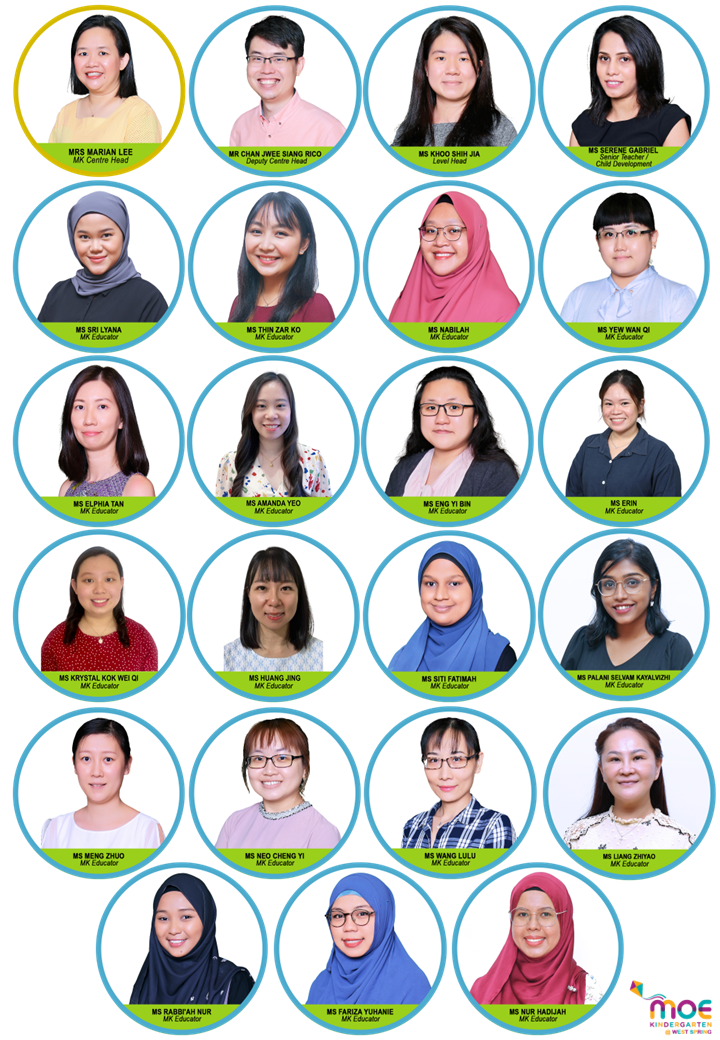 MRS MARIAN LEE
MK Centre Head
MR CHAN JWEE SIANG RICO
Deputy Centre Head
MS KHOO SHIH JIA
Level Head
MS SERENE GABRIEL
Senior Teacher /
Child Development
MS SRI LYANA
MK Educator
MS THIN ZAR KO
MK Educator
MS NABILAH
MK Educator
MS YEW WAN QI
MK Educator
MS ELPHIA TAN
MK Educator
MS AMANDA YEO
MK Educator
MS ENG YI BIN
MK Educator
MS ERIN
MK Educator
MS KRYSTAL KOK WEI QI
MK Educator
MS HUANG JING
MK Educator
MS SITI FATIMAH
MK Educator
MS PALANI SELVAM KAYALVIZHI
MK Educator
MS MENG ZHUO
MK Educator
MS NEO CHENG YI
MK Educator
MS WANG LULU
MK Educator
MS LIANG ZHIYAO
MK Educator
MS RABBI'AH NUR
MK Educator
MS FARIZA YUHANIE
MK Educator
MS NUR HADIJAH
MK Educator
moe
KINDERGARTEN
@ WEST SPRING